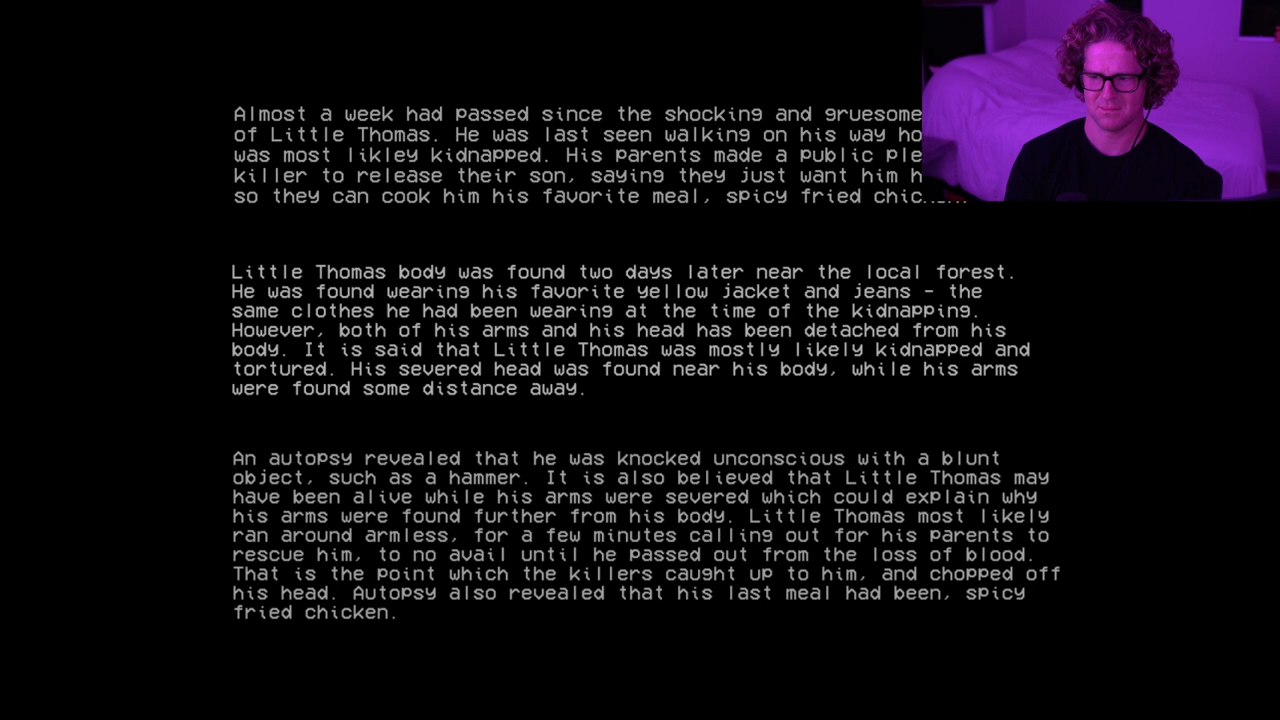 Almost a week had passed since the shocking and gruesome
of Little Thomas. He was last seen walking on his way
was most likley kidnapped. His parents made a public
killer to release their son, saying they just want him
so they can cook him his favorite meal, spicy fried
Little Thomas body was found two days later near the local forest.
He was found wearing his favorite yellow jacket and jeans - the
same clothes he had been wearing at the time of the kidnapping.
However, both of his arms and his head has been detached from his
body. It is said that Little Thomas was mostly likely kidnapped and
tortured. His severed head was found near his body, while his arms
were found some distance away.
An autopsy revealed that he was knocked unconscious with a blunt
object, such as a hammer. It is also believed that Little Thomas may
have been alive while his arms were severed which could explain why
his arms were found further from his body. Little Thomas most likely
ran around armless, for a few minutes calling out for his parents to
rescue him, to no avail until he passed out from the loss of blood.
That is the point which the killers caught up to him, and chopped off
his head. Autopsy also revealed that his last meal had been, spicy
fried chicken.